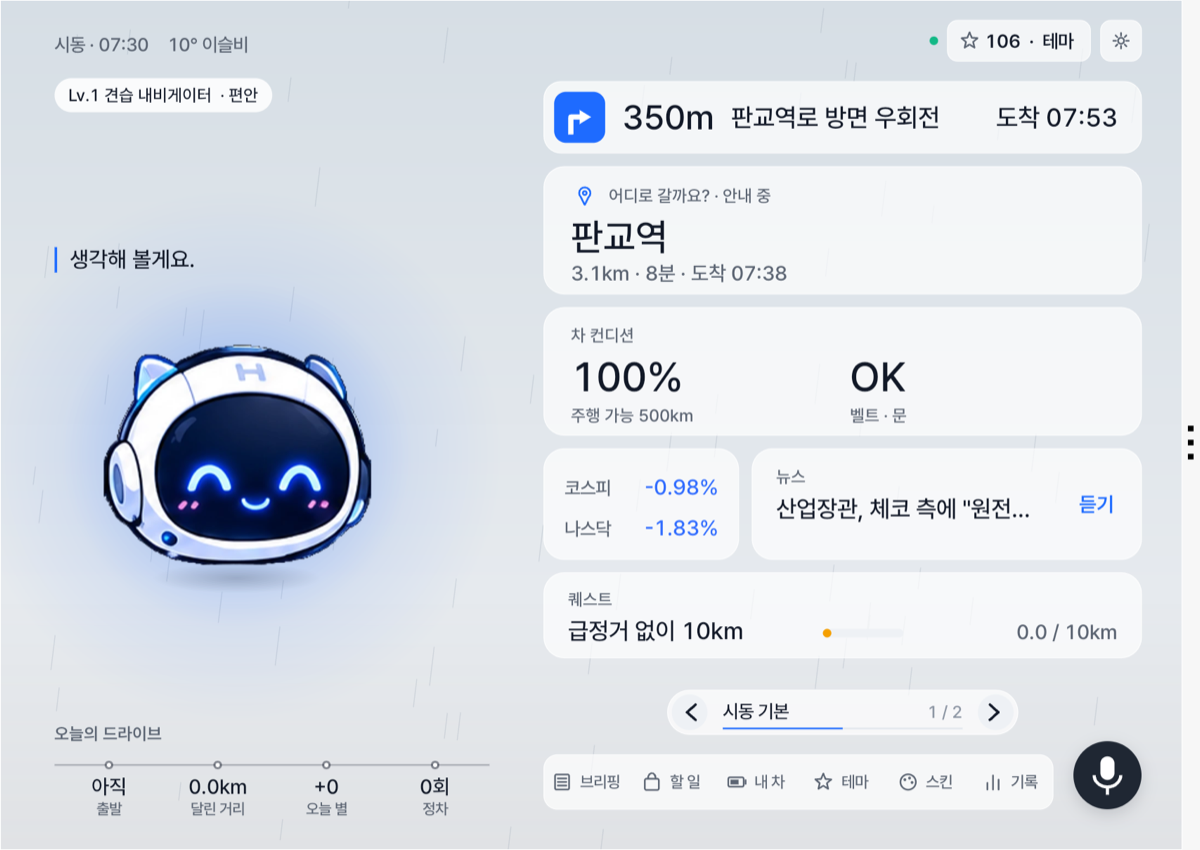 시동 · 07:30 10° 이슬비
106 · 테마
Lv.1 견습 내비게이터 · 편안
350m 판교역로 방면 우회전 도착 07:53
어디로 갈까요? · 안내 중
판교역
3.1km · 8분 · 도착 07:38
생각해 볼게요.
H
차 컨디션
100% OK
주행 가능 500km 벨트 · 문
코스피 -0.98%
나스닥 -1.83%
뉴스
산업장관, 체코 측에 "원전...
듣기
퀘스트
급정거 없이 10km 0.0 / 10km
시동 기본 1 / 2
오늘의 드라이브
아직 0.0km +0 0회
출발 달린 거리 오늘 별 정차
브리핑 할 일 내 차 테마 스킨 기록